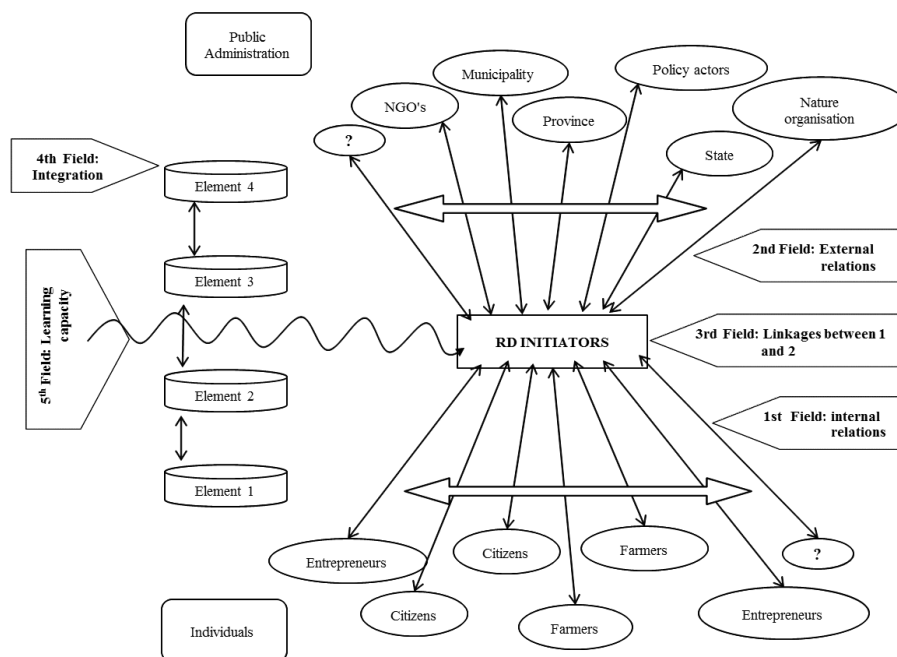 Public
Administration
Municipality
Policy actors
NGO's
Province
Nature
organisation
?
State
4th Field:
Integration
Element 4
2nd Field: External
relations
Element 3
5th Field: Learning
capacity
RD INITIATORS
3rd Field: Linkages between 1
and 2
Element 2
1st Field: internal
relations
Element 1
Entrepreneurs
Citizens
Farmers
?
Citizens
Farmers
Entrepreneurs
Individuals